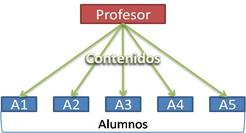 Profesor
Contenidos
A1 A2 A3 A4 A5
Alumnos